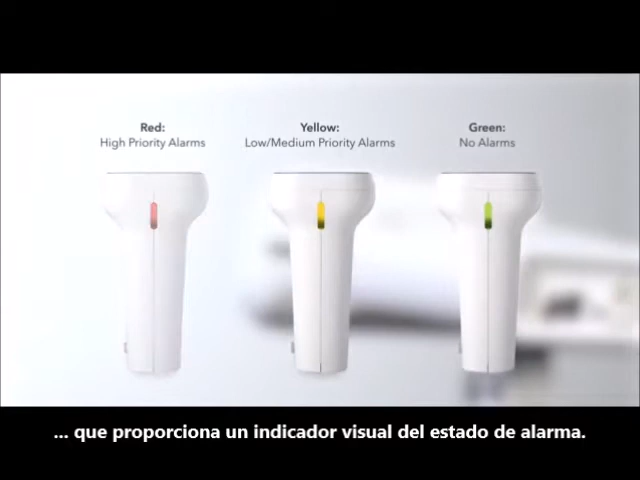 Red:
High Priority Alarms
Yellow:
Low/Medium Priority Alarms
Green:
No Alarms
... que proporciona un indicador visual del estado de alarma.